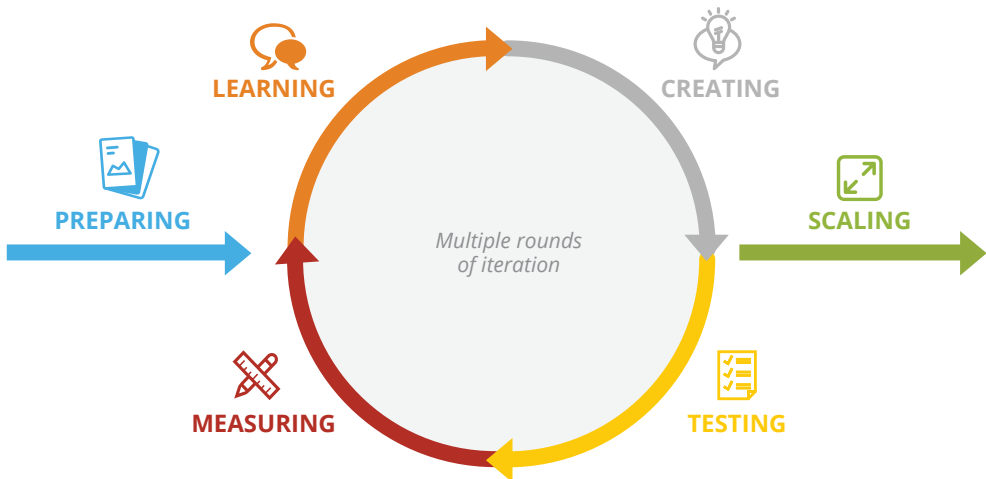 LEARNING
CREATING
PREPARING
SCALING
Multiple rounds
of iteration
MEASURING
TESTING